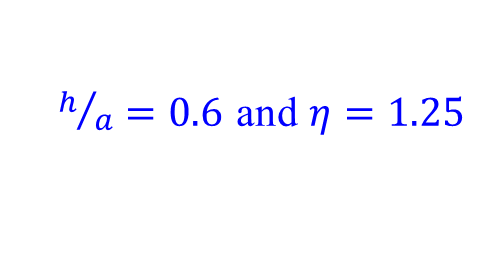 h/a = 0.6 and η = 1.25